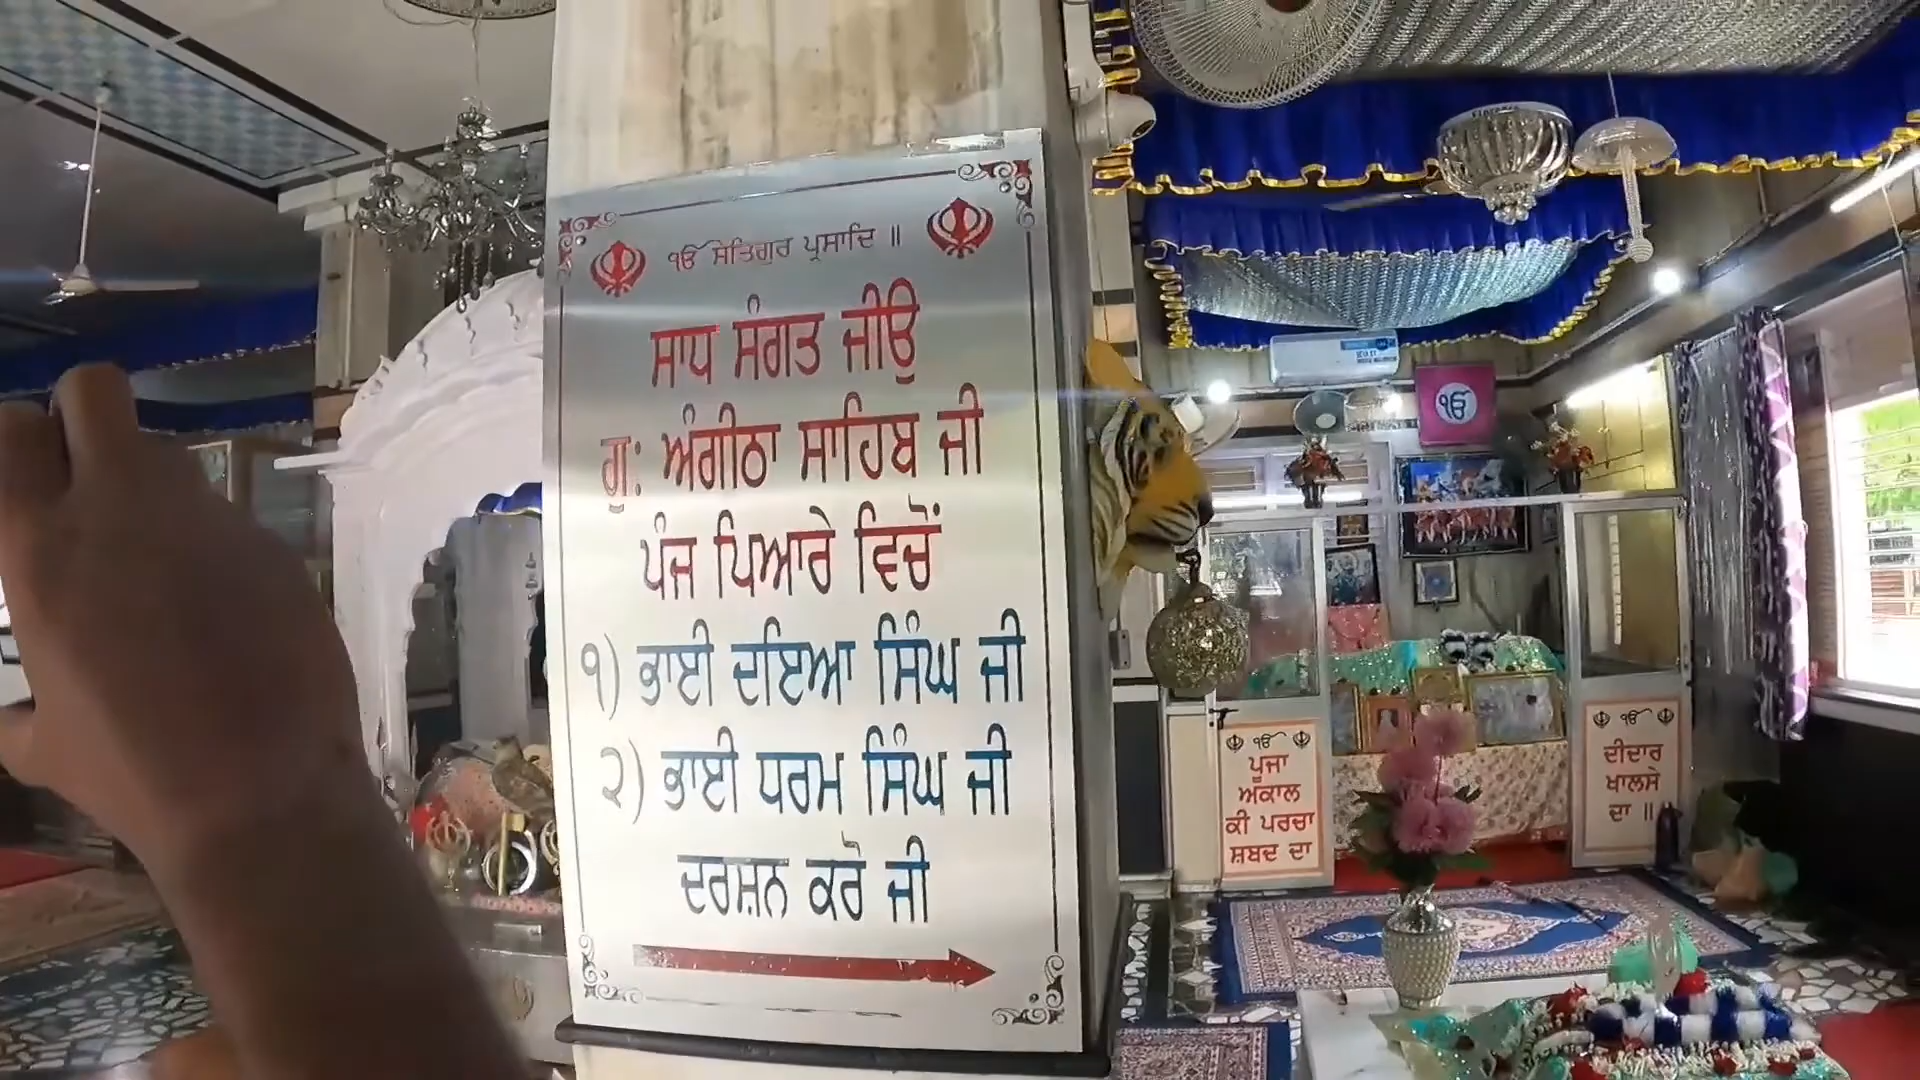 ੴ ਸਤਿਗੁਰ ਪ੍ਰਸਾਦਿ ॥
ਸਾਧ ਸੰਗਤ ਜੀਉ
ਗੁ: ਅੰਗੀਠਾ ਸਾਹਿਬ ਜੀ
ਪੰਜ ਪਿਆਰੇ ਵਿਚੋਂ
੧) ਭਾਈ ਦਇਆ ਸਿੰਘ ਜੀ
੨) ਭਾਈ ਧਰਮ ਸਿੰਘ ਜੀ
ਦਰਸ਼ਨ ਕਰੋ ਜੀ
ੴ
ੴ
ਪੂਜਾ
ਅਕਾਲ
ਕੀ ਪਰਚਾ
ਸ਼ਬਦ ਦਾ
ੴ
ਦੀਦਾਰ
ਖਾਲਸੇ
ਦਾ ॥